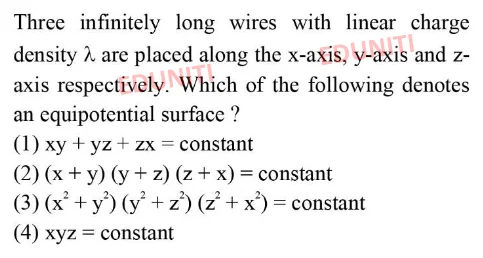 Three infinitely long wires with linear charge
density λ are placed along the x-axis, y-axis and z-
axis respectively. Which of the following denotes
an equipotential surface ?
(1) xy + yz + zx = constant
(2) (x + y) (y + z) (z + x) = constant
(3) (x² + y²) (y² + z²) (z² + x²) = constant
(4) xyz = constant
EDUNITI
EDUNITI